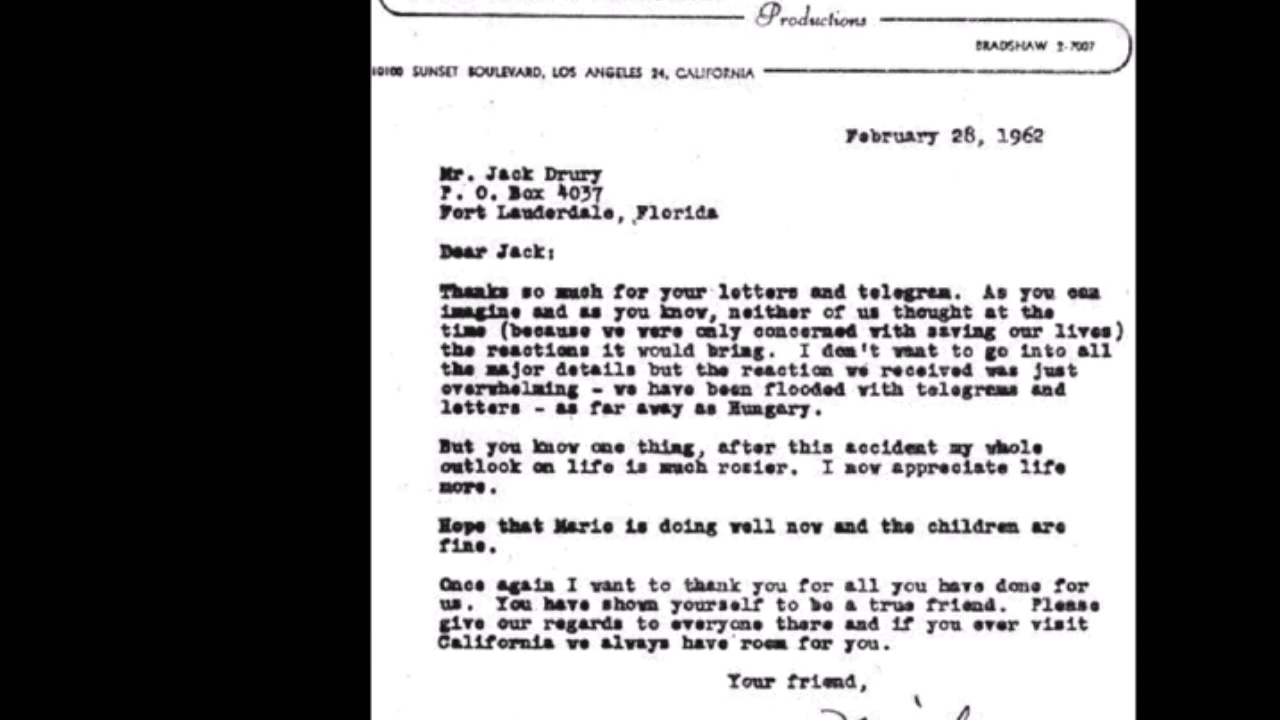 Productions
BRADSHAW 2-7007
10100 SUNSET BOULEVARD, LOS ANGELES 24, CALIFORNIA
February 28, 1962
Mr. Jack Drury
P. O. Box 4037
Fort Lauderdale, Florida
Dear Jack:
Thanks so much for your letters and telegram. As you can
imagine and as you know, neither of us thought at the
time (because we were only concerned with saving our lives)
the reactions it would bring. I don't want to go into all
the major details but the reaction we received was just
overwhelming - we have been flooded with telegrams and
letters - as far away as Hungary.
But you know one thing, after this accident my whole
outlook on life is much rosier. I now appreciate life
more.
Hope that Marie is doing well now and the children are
fine.
Once again I want to thank you for all you have done for
us. You have shown yourself to be a true friend. Please
give our regards to everyone there and if you ever visit
California we always have room for you.
Your friend,